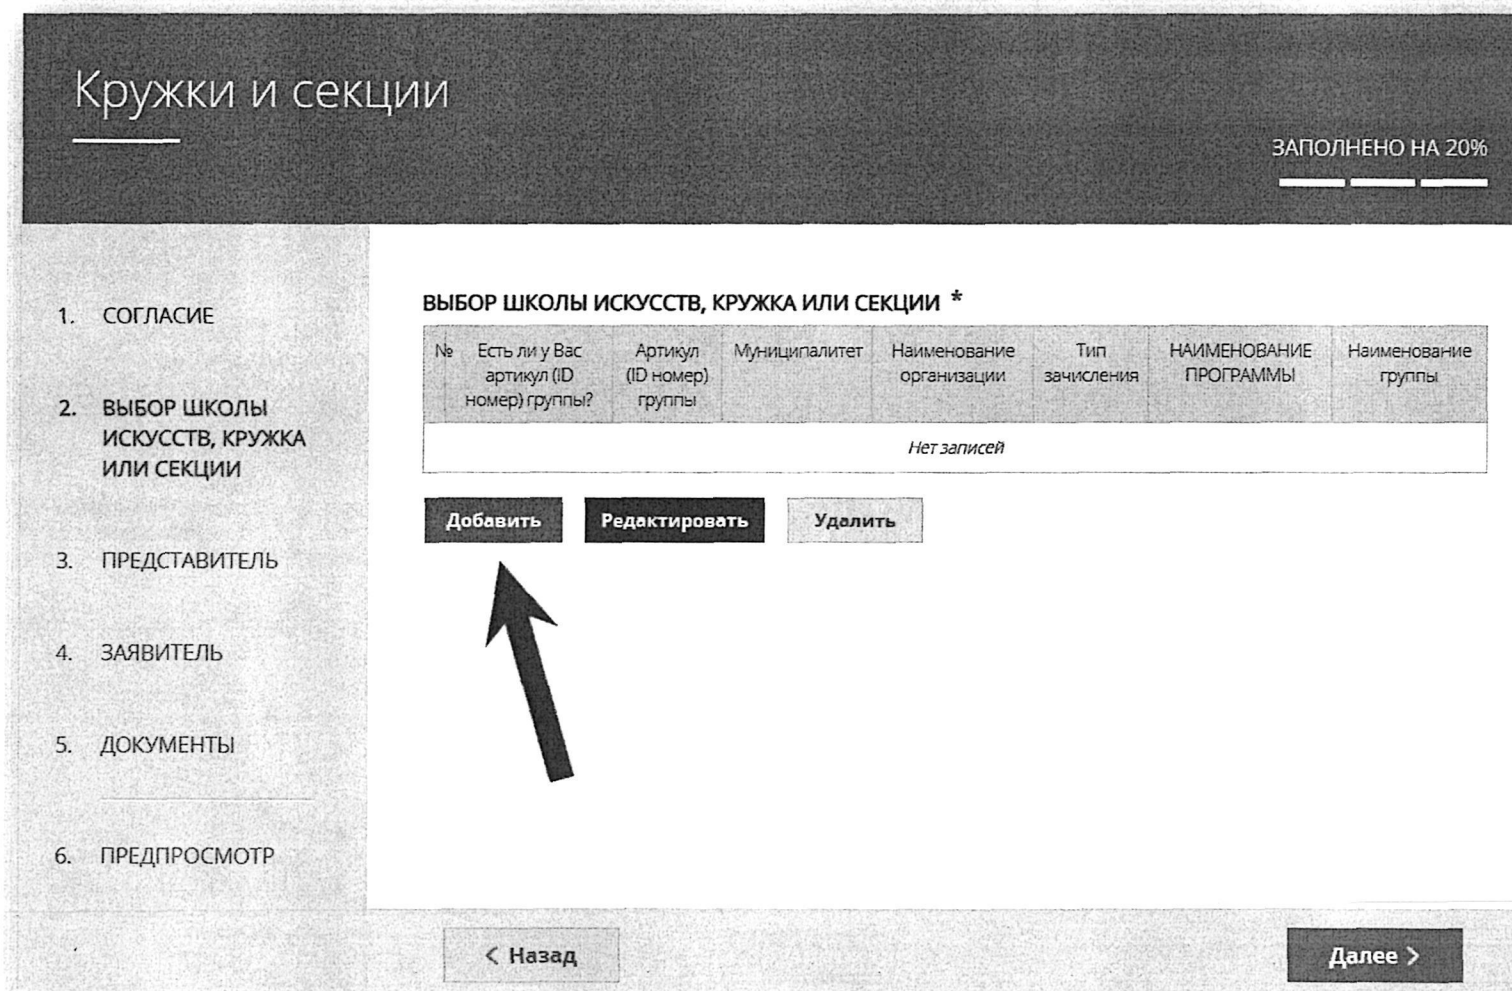 Кружки и секции
ЗАПОЛНЕНО НА 20%
1. СОГЛАСИЕ
2. ВЫБОР ШКОЛЫ
ИСКУССТВ, КРУЖКА
ИЛИ СЕКЦИИ
3. ПРЕДСТАВИТЕЛЬ
4. ЗАЯВИТЕЛЬ
5. ДОКУМЕНТЫ
6. ПРЕДПРОСМОТР
ВЫБОР ШКОЛЫ ИСКУССТВ, КРУЖКА ИЛИ СЕКЦИИ *
№ Есть ли у Вас Артикул Муниципалитет Наименование Тип НАИМЕНОВАНИЕ Наименование
артикул (ID (ID номер) организации зачисления ПРОГРАММЫ группы
номер) группы? группы
Нет записей
Добавить Редактировать Удалить
< Назад Далее >